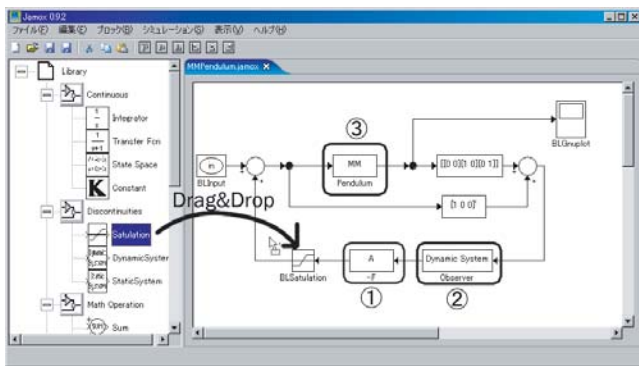 Jamox 0.92
ファイル(F) 編集(E) ブロック(B) シミュレーション(S) 表示(V) ヘルプ(H)
MMPendulum.jamox ×
Library
Continuous
Integrator
Transfer Fcn
State Space
K Constant
Discontinuities
Satulation
DynamicSyster
StaticSystem
Math Operation
Sum
Drag&Drop
③
in
BLInput
MM
Pendulum
[[0 0][1 0][0 1]]
BLGnuplot
[1 0 0]'
BLSatulation
A
-F
①
Dynamic System
Observer
②